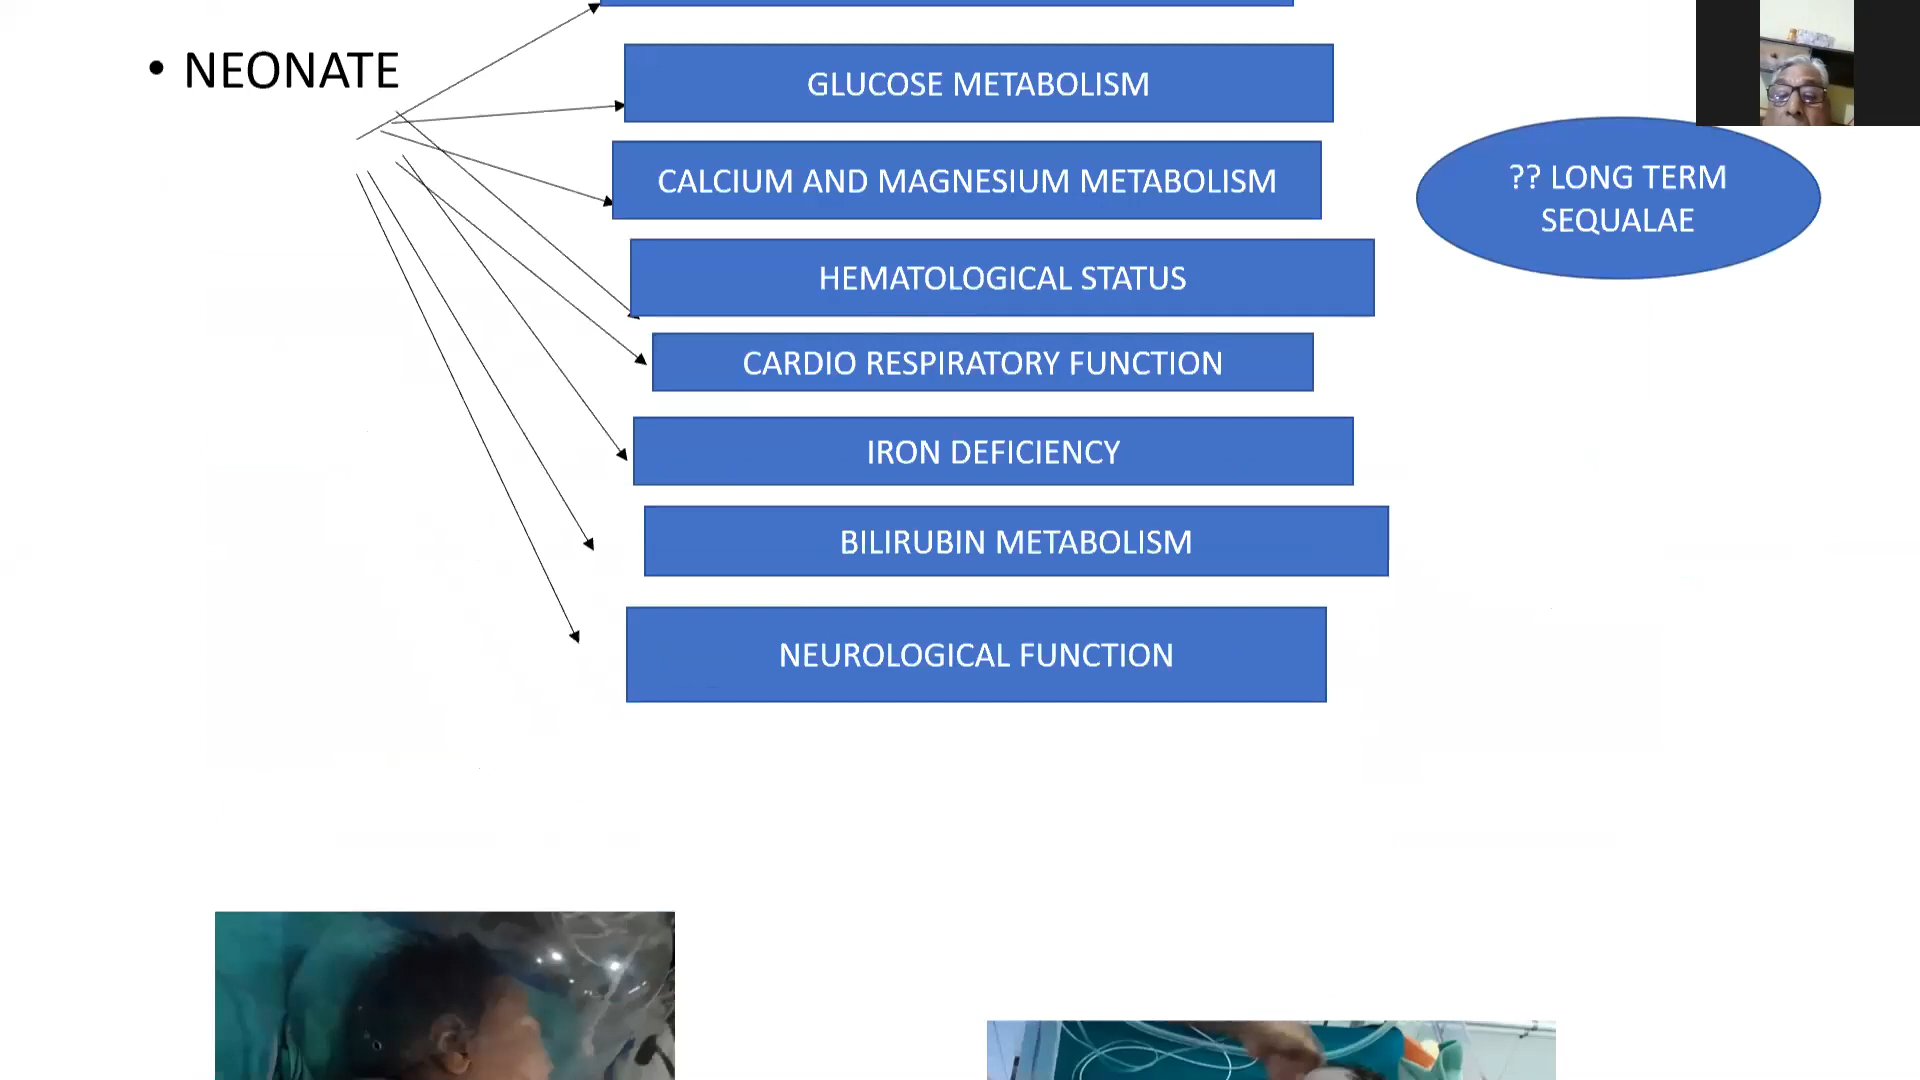 • NEONATE
GLUCOSE METABOLISM
CALCIUM AND MAGNESIUM METABOLISM
?? LONG TERM
SEQUALAE
HEMATOLOGICAL STATUS
CARDIO RESPIRATORY FUNCTION
IRON DEFICIENCY
BILIRUBIN METABOLISM
NEUROLOGICAL FUNCTION